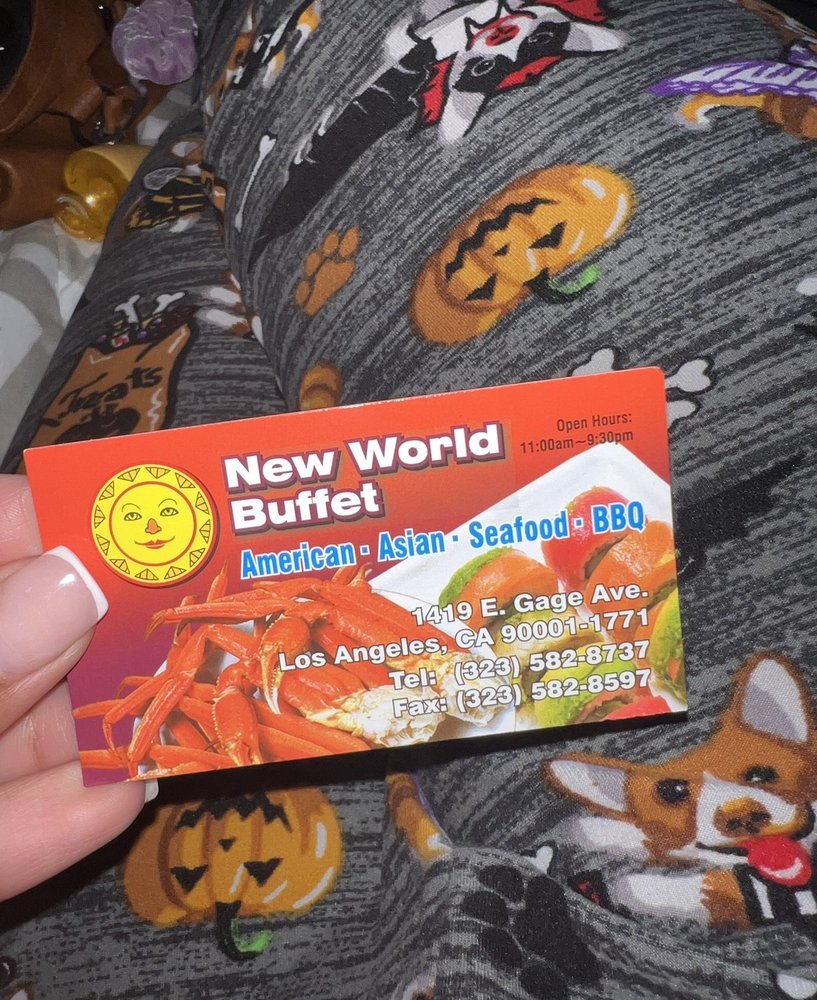 Treats
New World
Buffet
Open Hours:
11:00am~9:30pm
American · Asian · Seafood · BBQ
1419 E. Gage Ave.
Los Angeles, CA 90001-1771
Tel: (323) 582-8737
Fax: (323) 582-8597